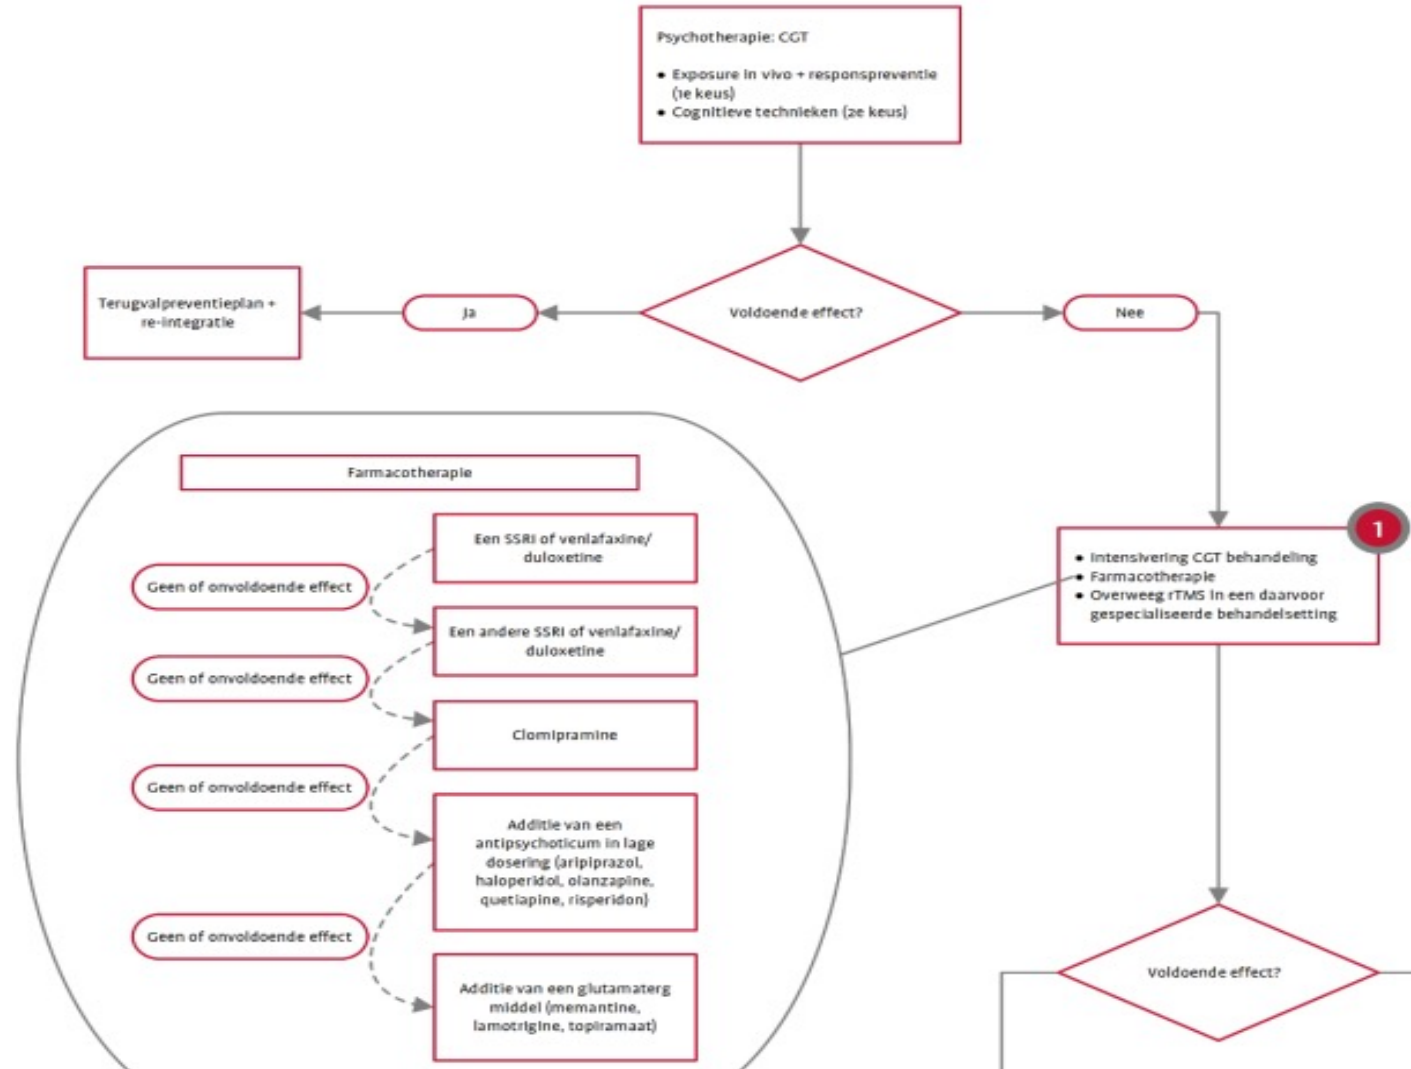 Psychotherapie: CGT
• Exposure in vivo + responspreventie
(1e keus)
• Cognitieve technieken (2e keus)
Terugvalpreventieplan +
re-integratie
Ja
Voldoende effect?
Nee
Farmacotherapie
Een SSRI of venlafaxine/
duloxetine
Geen of onvoldoende effect
Een andere SSRI of venlafaxine/
duloxetine
Geen of onvoldoende effect
Clomipramine
Geen of onvoldoende effect
Additie van een
antipsychoticum in lage
dosering (aripiprazol,
haloperidol, olanzapine,
quetiapine, risperidon)
Geen of onvoldoende effect
Additie van een glutamaterg
middel (memantine,
lamotrigine, topiramaat)
1
• Intensivering CGT behandeling
• Farmacotherapie
• Overweeg rTMS in een daarvoor
gespecialiseerde behandelsetting
Voldoende effect?